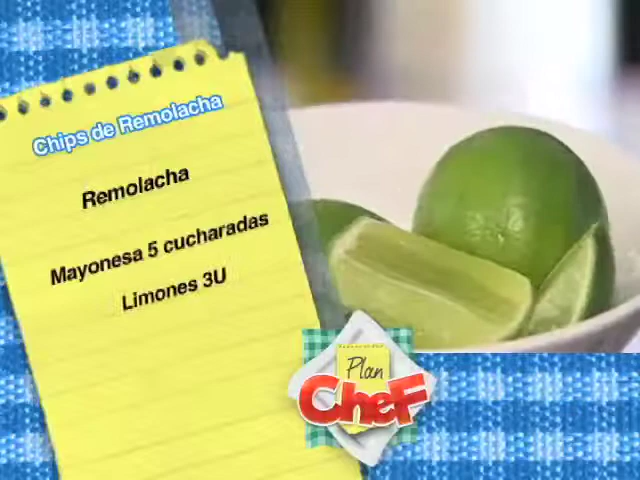 Chips de Remolacha
Remolacha
Mayonesa 5 cucharadas
Limones 3U
Plan
CheF